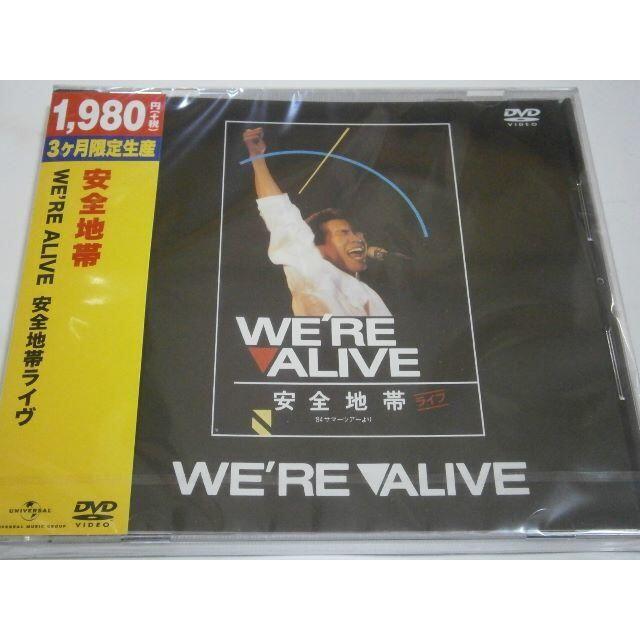 1,980円(+税)
3ヶ月限定生産
安全地帯
WE'RE ALIVE 安全地帯ライヴ
UNIVERSAL
UNIVERSAL MUSIC GROUP
DVD
VIDEO
DVD
VIDEO
WE'RE
ALIVE
安全地帯 ライブ
'84サマーツアーより
WE'RE ALIVE